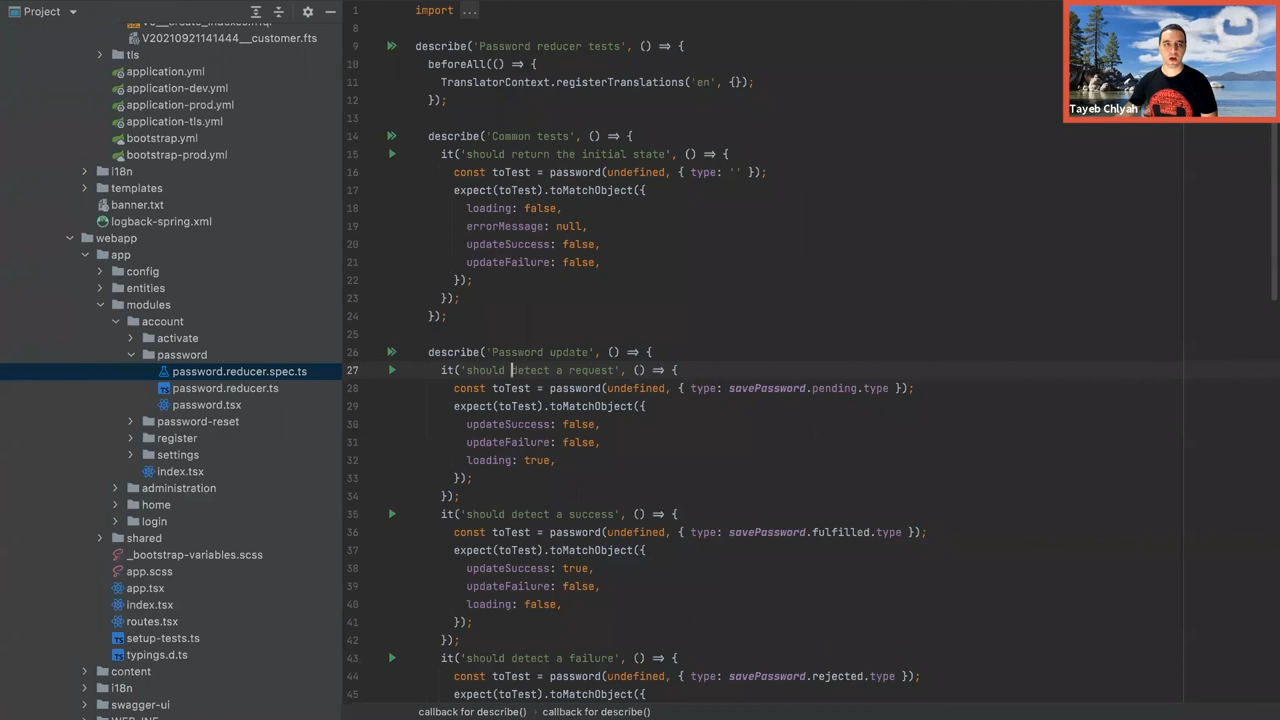 Project
V20210921141444__customer.fts
tls
application.yml
application-dev.yml
application-prod.yml
application-tls.yml
bootstrap.yml
bootstrap-prod.yml
i18n
templates
banner.txt
logback-spring.xml
webapp
app
config
entities
modules
account
activate
password
password.reducer.spec.ts
password.reducer.ts
password.tsx
password-reset
register
settings
index.tsx
administration
home
login
shared
_bootstrap-variables.scss
app.scss
app.tsx
index.tsx
routes.tsx
setup-tests.ts
typings.d.ts
content
i18n
swagger-ui
1 import ...
8
9 describe('Password reducer tests', () => {
10 beforeAll(() => {
11 TranslatorContext.registerTranslations('en', {});
12 });
13
14 describe('Common tests', () => {
15 it('should return the initial state', () => {
16 const toTest = password(undefined, { type: '' });
17 expect(toTest).toMatchObject({
18 loading: false,
19 errorMessage: null,
20 updateSuccess: false,
21 updateFailure: false,
22 });
23 });
24 });
25
26 describe('Password update', () => {
27 it('should detect a request', () => {
28 const toTest = password(undefined, { type: savePassword.pending.type });
29 expect(toTest).toMatchObject({
30 updateSuccess: false,
31 updateFailure: false,
32 loading: true,
33 });
34 });
35 it('should detect a success', () => {
36 const toTest = password(undefined, { type: savePassword.fulfilled.type });
37 expect(toTest).toMatchObject({
38 updateSuccess: true,
39 updateFailure: false,
40 loading: false,
41 });
42 });
43 it('should detect a failure', () => {
44 const toTest = password(undefined, { type: savePassword.rejected.type });
45 expect(toTest).toMatchObject({
callback for describe() › callback for describe()
Tayeb Chlyah